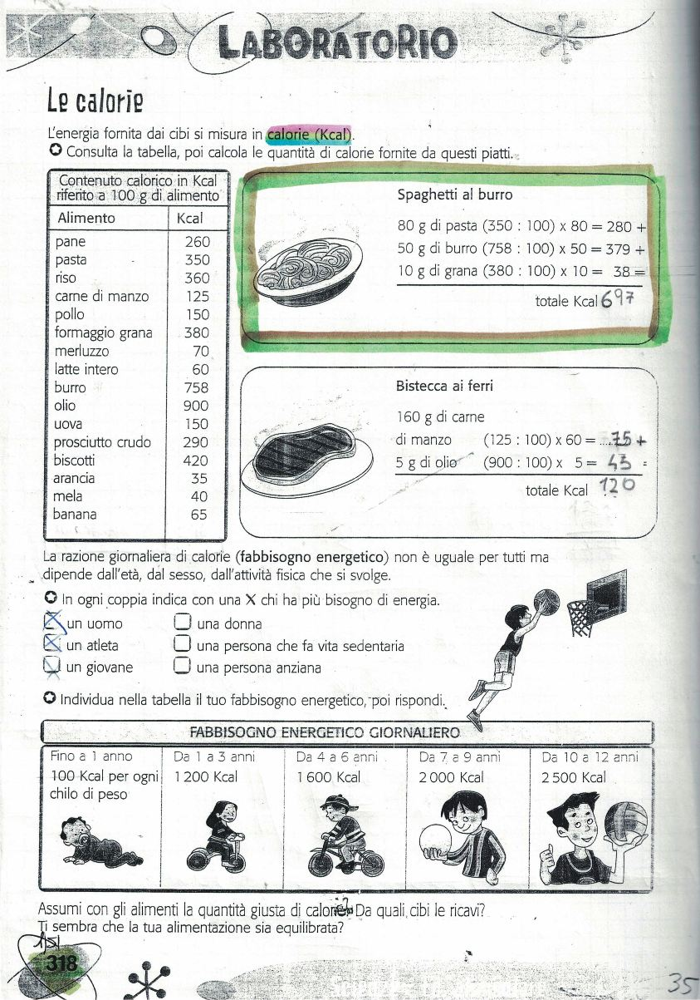 LABORATORIO
Le calorie
L'energia fornita dai cibi si misura in calorie (Kcal).
Consulta la tabella, poi calcola le quantità di calorie fornite da questi piatti.
Contenuto calorico in Kcal
riferito a 100 g di alimento
Alimento Kcal
pane 260
pasta 350
riso 360
carne di manzo 125
pollo 150
formaggio grana 380
merluzzo 70
latte intero 60
burro 758
olio 900
uova 150
prosciutto crudo 290
biscotti 420
arancia 35
mela 40
banana 65
Spaghetti al burro
80 g di pasta (350 : 100) x 80 = 280 +
50 g di burro (758 : 100) x 50 = 379 +
10 g di grana (380 : 100) x 10 = 38 =
totale Kcal 697
Bistecca ai ferri
160 g di carne
di manzo (125 : 100) x 60 = ....75 +
5 g di olio (900 : 100) x 5 = 45 =
totale Kcal 120
La razione giornaliera di calorie (fabbisogno energetico) non è uguale per tutti ma
dipende dall'età, dal sesso, dall'attività fisica che si svolge.
In ogni coppia indica con una X chi ha più bisogno di energia.
X un uomo una donna
X un atleta una persona che fa vita sedentaria
X un giovane una persona anziana
Individua nella tabella il tuo fabbisogno energetico, poi rispondi.
FABBISOGNO ENERGETICO GIORNALIERO
Fino a 1 anno
100 Kcal per ogni
chilo di peso
Da 1 a 3 anni
1 200 Kcal
Da 4 a 6 anni
1 600 Kcal
Da 7 a 9 anni
2 000 Kcal
Da 10 a 12 anni
2 500 Kcal
Assumi con gli alimenti la quantità giusta di calorie? Da quali cibi le ricavi?
Ti sembra che la tua alimentazione sia equilibrata?
318
35